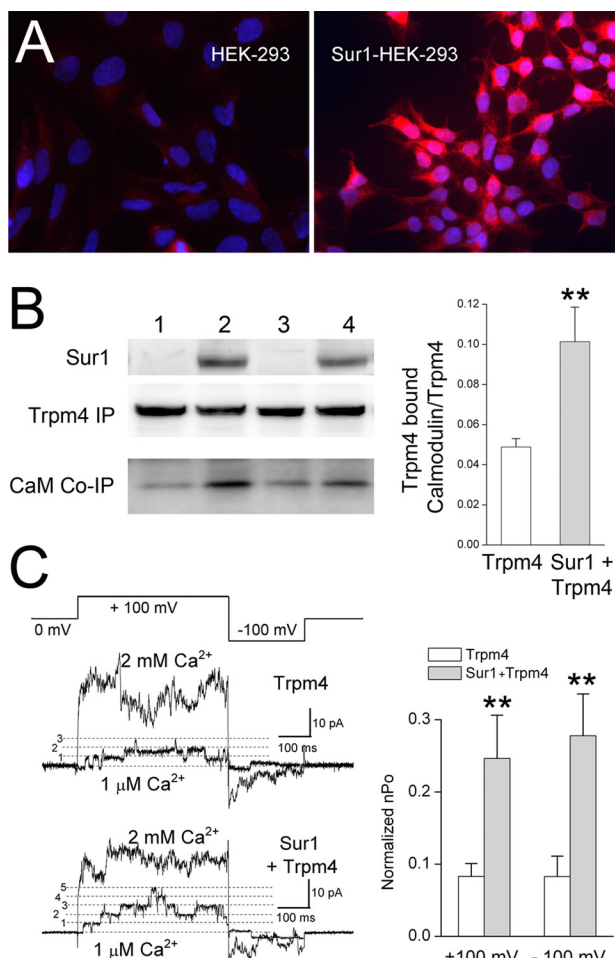 A
HEK-293
Sur1-HEK-293
B
1 2 3 4
Sur1
Trpm4 IP
CaM Co-IP
Trpm4 bound
Calmodulin/Trpm4
0.12
0.10
0.08
0.06
0.04
0.02
0.00
**
Trpm4
Sur1 +
Trpm4
C
0 mV
+ 100 mV
-100 mV
2 mM Ca²⁺
Trpm4
3
2
1
10 pA
100 ms
1 µM Ca²⁺
2 mM Ca²⁺
Sur1
+ Trpm4
5
4
3
2
1
10 pA
100 ms
1 µM Ca²⁺
Trpm4
Sur1+Trpm4
Normalized nPo
0.3
0.2
0.1
0.0
**
**
+100 mV
- 100 mV